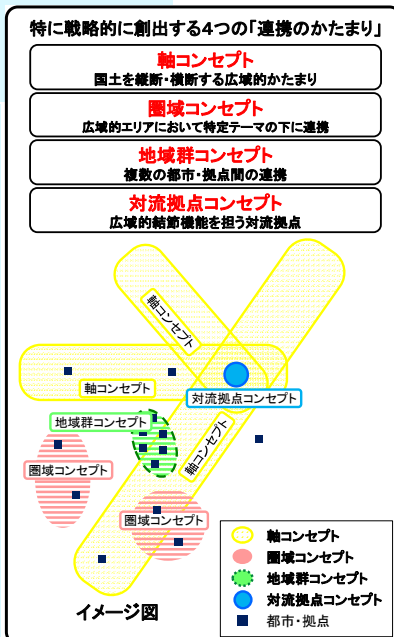 特に戦略的に創出する４つの「連携のかたまり」
軸コンセプト
国土を縦断・横断する広域的かたまり
圏域コンセプト
広域的エリアにおいて特定テーマの下に連携
地域群コンセプト
複数の都市・拠点間の連携
対流拠点コンセプト
広域的結節機能を担う対流拠点
軸コンセプト
軸コンセプト
対流拠点コンセプト
地域群コンセプト
軸コンセプト
圏域コンセプト
圏域コンセプト
イメージ図
軸コンセプト
圏域コンセプト
地域群コンセプト
対流拠点コンセプト
都市・拠点